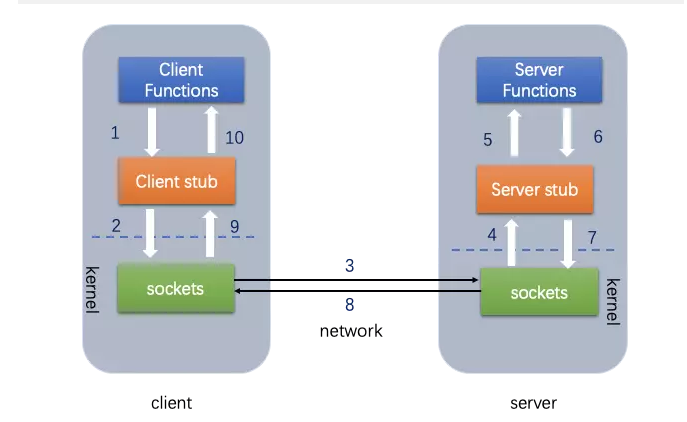 Client
Functions
1
10
Client stub
2
9
kernel
sockets
client
3
8
network
Server
Functions
5
6
Server stub
4
7
sockets
kernel
server